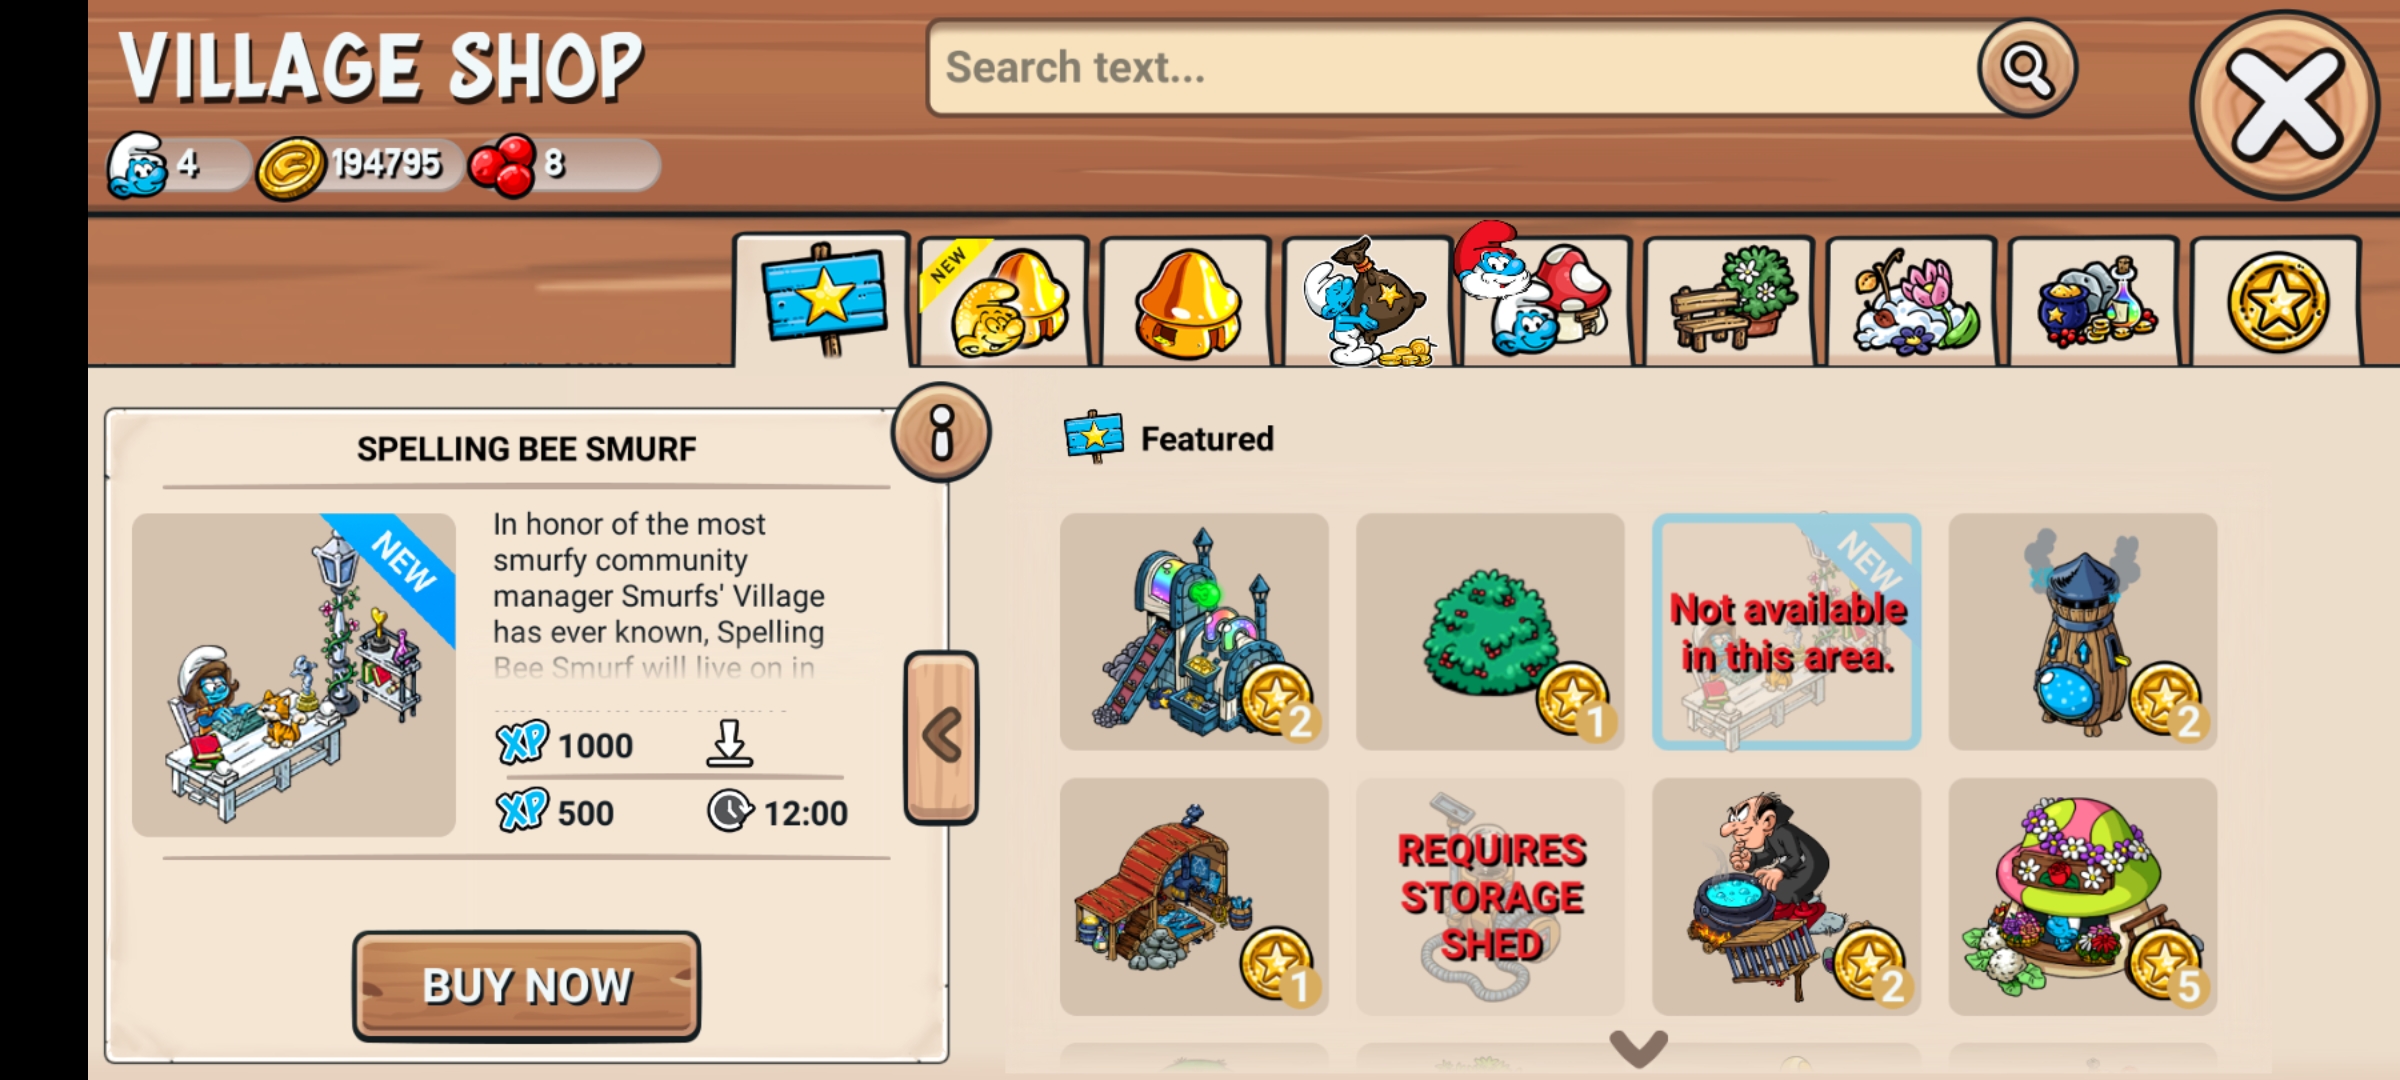 VILLAGE SHOP
Search text...
4
194795
8
NEW
SPELLING BEE SMURF
NEW
In honor of the most
smurfy community
manager Smurfs' Village
has ever known, Spelling
Bee Smurf will live on in
XP 1000
XP 500
12:00
BUY NOW
Featured
2
1
NEW
Not available
in this area.
2
1
REQUIRES
STORAGE
SHED
2
5